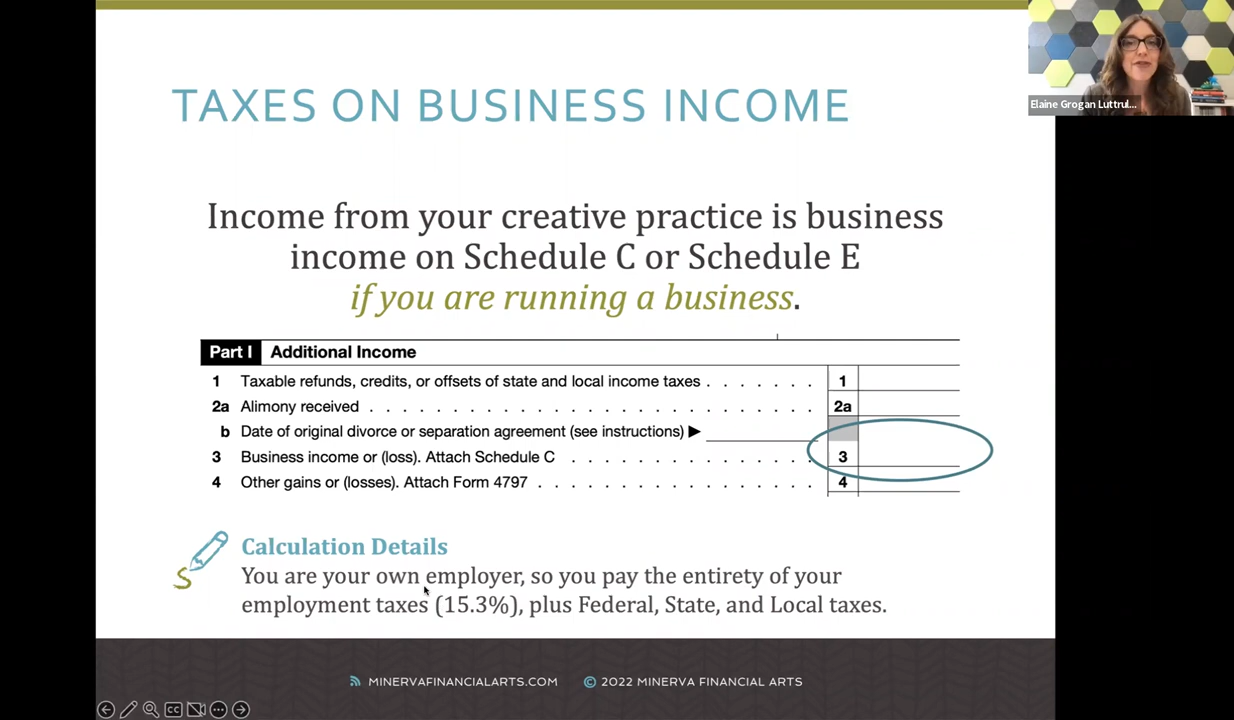 TAXES ON BUSINESS INCOME
Elaine Grogan Luttrul...
Income from your creative practice is business
income on Schedule C or Schedule E
if you are running a business.
Part I Additional Income
1 Taxable refunds, credits, or offsets of state and local income taxes . . . . . . . 1
2a Alimony received . . . . . . . . . . . . . . . . . . . . . . . . . . . 2a
b Date of original divorce or separation agreement (see instructions) ▶
3 Business income or (loss). Attach Schedule C . . . . . . . . . . . . . . 3
4 Other gains or (losses). Attach Form 4797 . . . . . . . . . . . . . . . . 4
Calculation Details
You are your own employer, so you pay the entirety of your
employment taxes (15.3%), plus Federal, State, and Local taxes.
MINERVAFINANCIALARTS.COM © 2022 MINERVA FINANCIAL ARTS